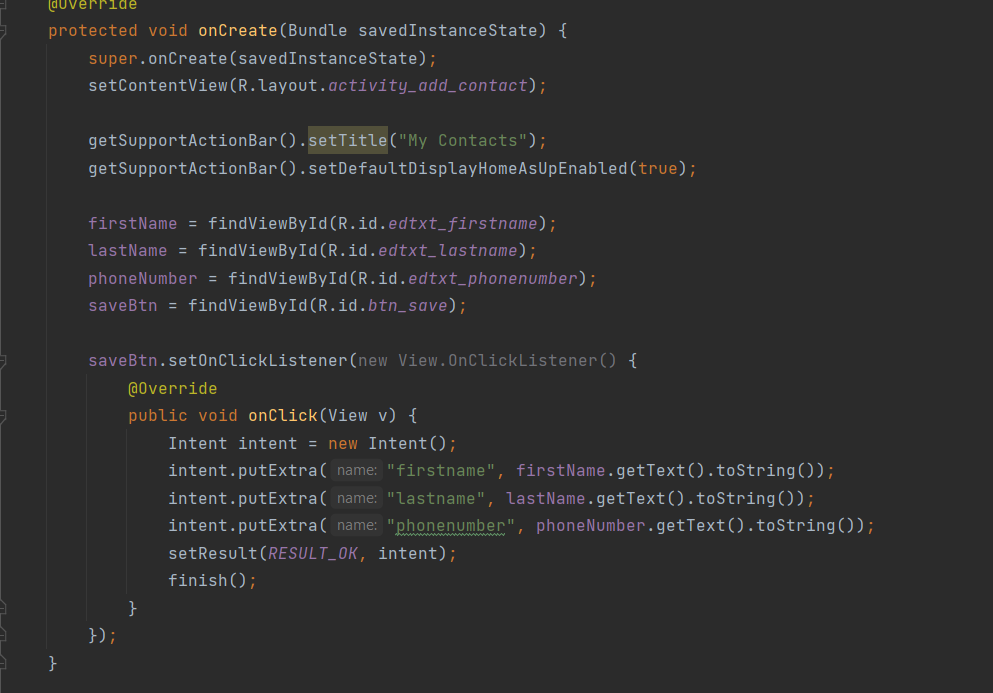 @Override
protected void onCreate(Bundle savedInstanceState) {
super.onCreate(savedInstanceState);
setContentView(R.layout.activity_add_contact);
getSupportActionBar().setTitle("My Contacts");
getSupportActionBar().setDefaultDisplayHomeAsUpEnabled(true);
firstName = findViewById(R.id.edtxt_firstname);
lastName = findViewById(R.id.edtxt_lastname);
phoneNumber = findViewById(R.id.edtxt_phonenumber);
saveBtn = findViewById(R.id.btn_save);
saveBtn.setOnClickListener(new View.OnClickListener() {
@Override
public void onClick(View v) {
Intent intent = new Intent();
intent.putExtra( name: "firstname", firstName.getText().toString());
intent.putExtra( name: "lastname", lastName.getText().toString());
intent.putExtra( name: "phonenumber", phoneNumber.getText().toString());
setResult(RESULT_OK, intent);
finish();
}
});
}